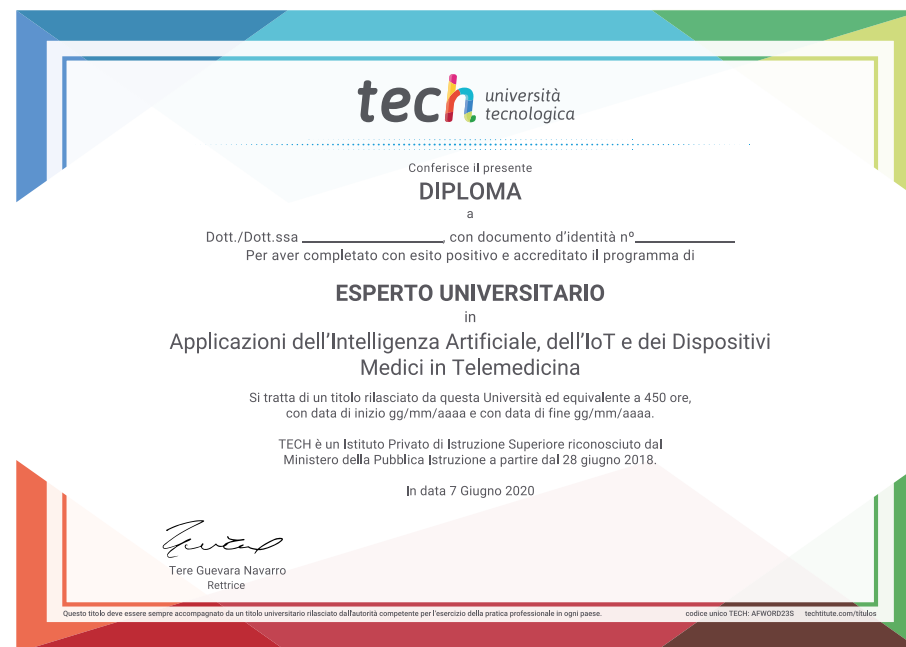 tech università
tecnologica
Conferisce il presente
DIPLOMA
a
Dott./Dott.ssa ____________________, con documento d'identità nº______________
Per aver completato con esito positivo e accreditato il programma di
ESPERTO UNIVERSITARIO
in
Applicazioni dell'Intelligenza Artificiale, dell'IoT e dei Dispositivi
Medici in Telemedicina
Si tratta di un titolo rilasciato da questa Università ed equivalente a 450 ore,
con data di inizio gg/mm/aaaa e con data di fine gg/mm/aaaa.
TECH è un Istituto Privato di Istruzione Superiore riconosciuto dal
Ministero della Pubblica Istruzione a partire dal 28 giugno 2018.
In data 7 Giugno 2020
Tere Guevara Navarro
Rettrice
Questo titolo deve essere sempre accompagnato da un titolo universitario rilasciato dall'autorità competente per l'esercizio della pratica professionale in ogni paese. codice unico TECH: AFWORD23S techtitute.com/titulos